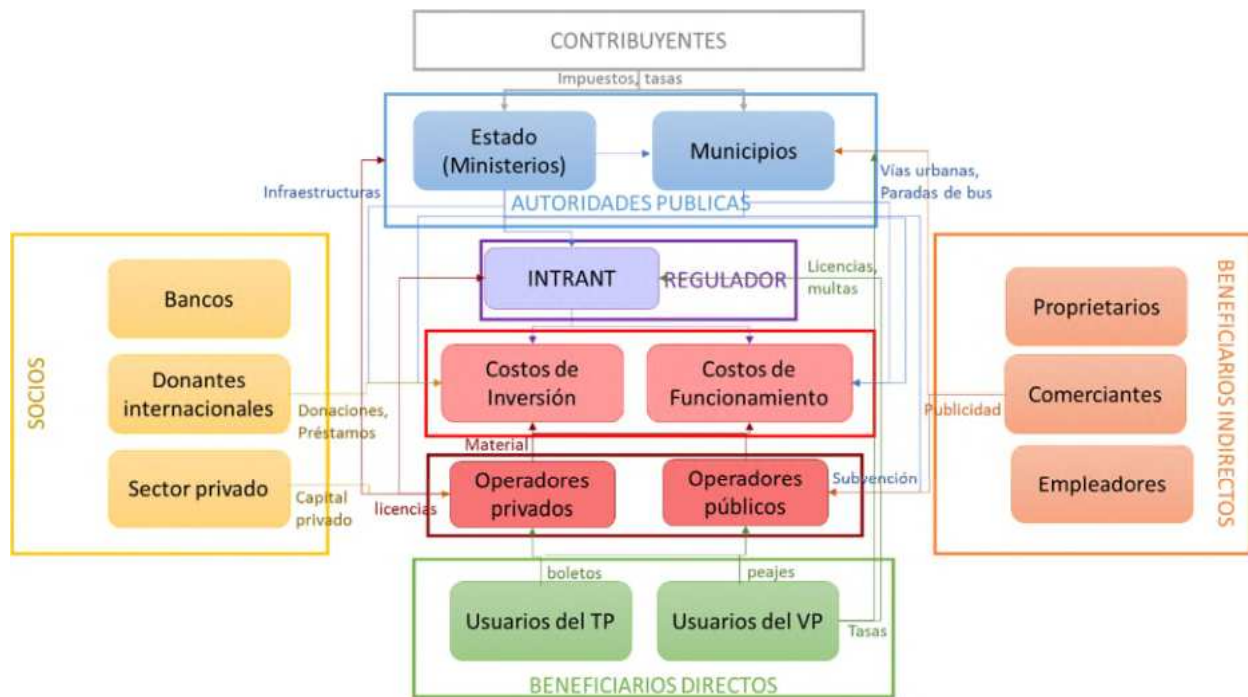 CONTRIBUYENTES
Impuestos, tasas
Estado
(Ministerios)
Municipios
Infraestructuras
AUTORIDADES PUBLICAS
Vías urbanas,
Paradas de bus
INTRANT
REGULADOR
Licencias,
multas
SOCIOS
Bancos
Donantes
internacionales
Sector privado
Donaciones,
Préstamos
Capital
privado
Costos de
Inversión
Costos de
Funcionamiento
Material
licencias
Operadores
privados
Operadores
públicos
Subvención
Publicidad
BENEFICIARIOS INDIRECTOS
Proprietarios
Comerciantes
Empleadores
boletos
peajes
Usuarios del TP
Usuarios del VP
Tasas
BENEFICIARIOS DIRECTOS